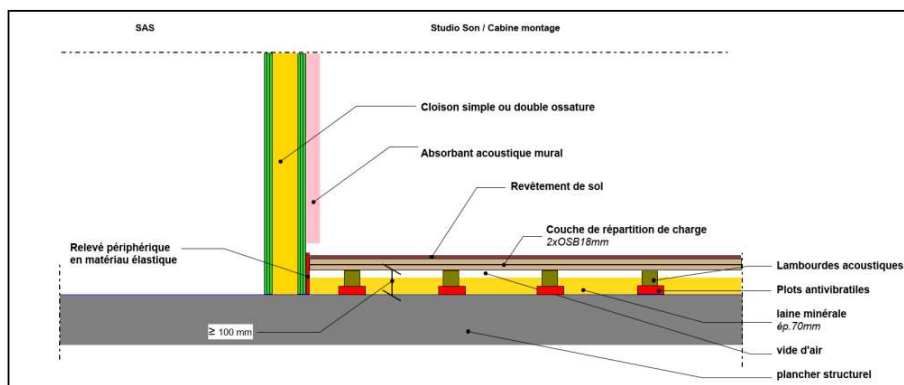 SAS
Studio Son / Cabine montage
Cloison simple ou double ossature
Absorbant acoustique mural
Revêtement de sol
Couche de répartition de charge
2xOSB18mm
Relevé périphérique
en matériau élastique
Lambourdes acoustiques
Plots antivibratiles
≥ 100 mm
laine minérale
ép.70mm
vide d'air
plancher structurel